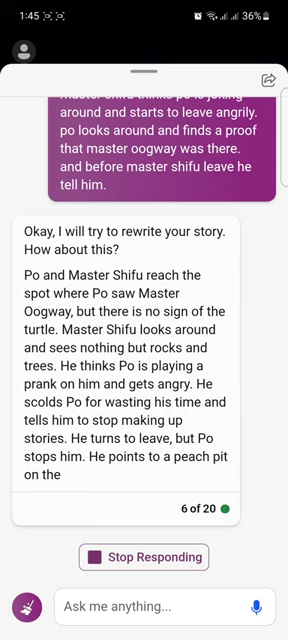 1:45
36%
master shifu thinks po is joking
around and starts to leave angrily.
po looks around and finds a proof
that master oogway was there.
and before master shifu leave he
tell him.
Okay, I will try to rewrite your story.
How about this?
Po and Master Shifu reach the
spot where Po saw Master
Oogway, but there is no sign of the
turtle. Master Shifu looks around
and sees nothing but rocks and
trees. He thinks Po is playing a
prank on him and gets angry. He
scolds Po for wasting his time and
tells him to stop making up
stories. He turns to leave, but Po
stops him. He points to a peach pit
on the
6 of 20
Stop Responding
Ask me anything...